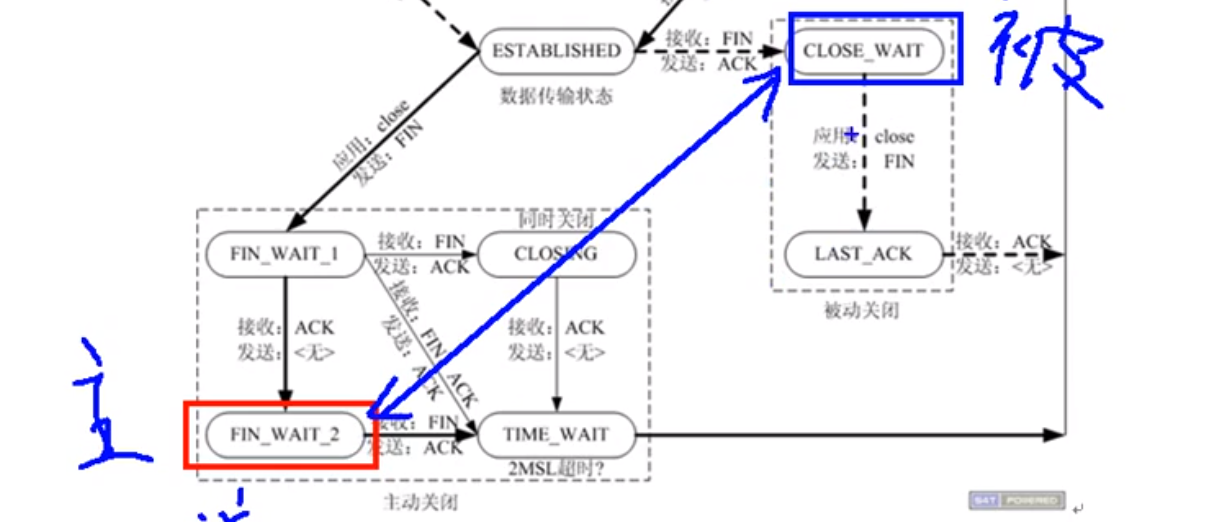 接收：FIN
发送：ACK
ESTABLISHED
数据传输状态
CLOSE_WAIT
被
应用：close
发送：FIN
应用：close
发送：FIN
同时关闭
FIN_WAIT_1
接收：FIN
发送：ACK
CLOSING
LAST_ACK
接收：ACK
发送：<无>
被动关闭
接收：ACK
发送：<无>
接收：FIN, ACK
发送：ACK
接收：ACK
发送：<无>
主
FIN_WAIT_2
接收：FIN
发送：ACK
TIME_WAIT
2MSL超时?
主动关闭
POWERED